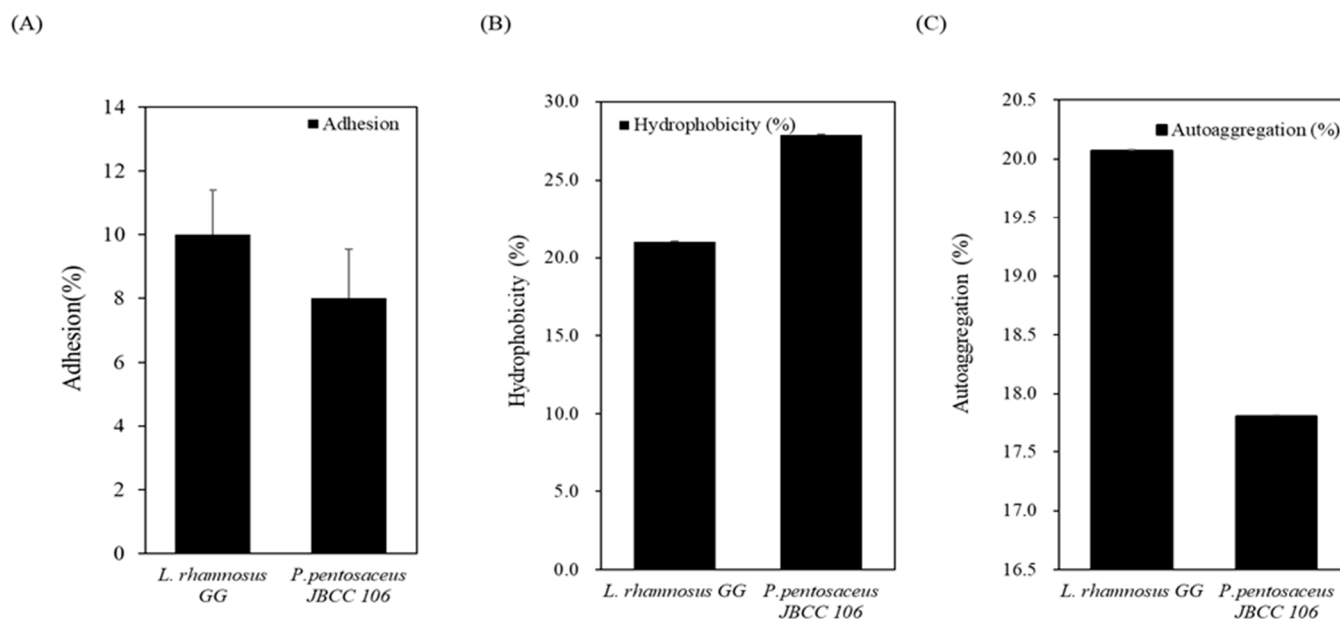 (A)
(B)
(C)
Adhesion(%)
14
12
10
8
6
4
2
0
Adhesion
L. rhamnosus
GG
P.pentosaceus
JBCC 106
Hydrophobicity (%)
30.0
25.0
20.0
15.0
10.0
5.0
0.0
Hydrophobicity (%)
L. rhamnosus GG
P.pentosaceus
JBCC 106
Autoaggregation (%)
20.5
20.0
19.5
19.0
18.5
18.0
17.5
17.0
16.5
Autoaggregation (%)
L. rhamnosus GG
P.pentosaceus
JBCC 106